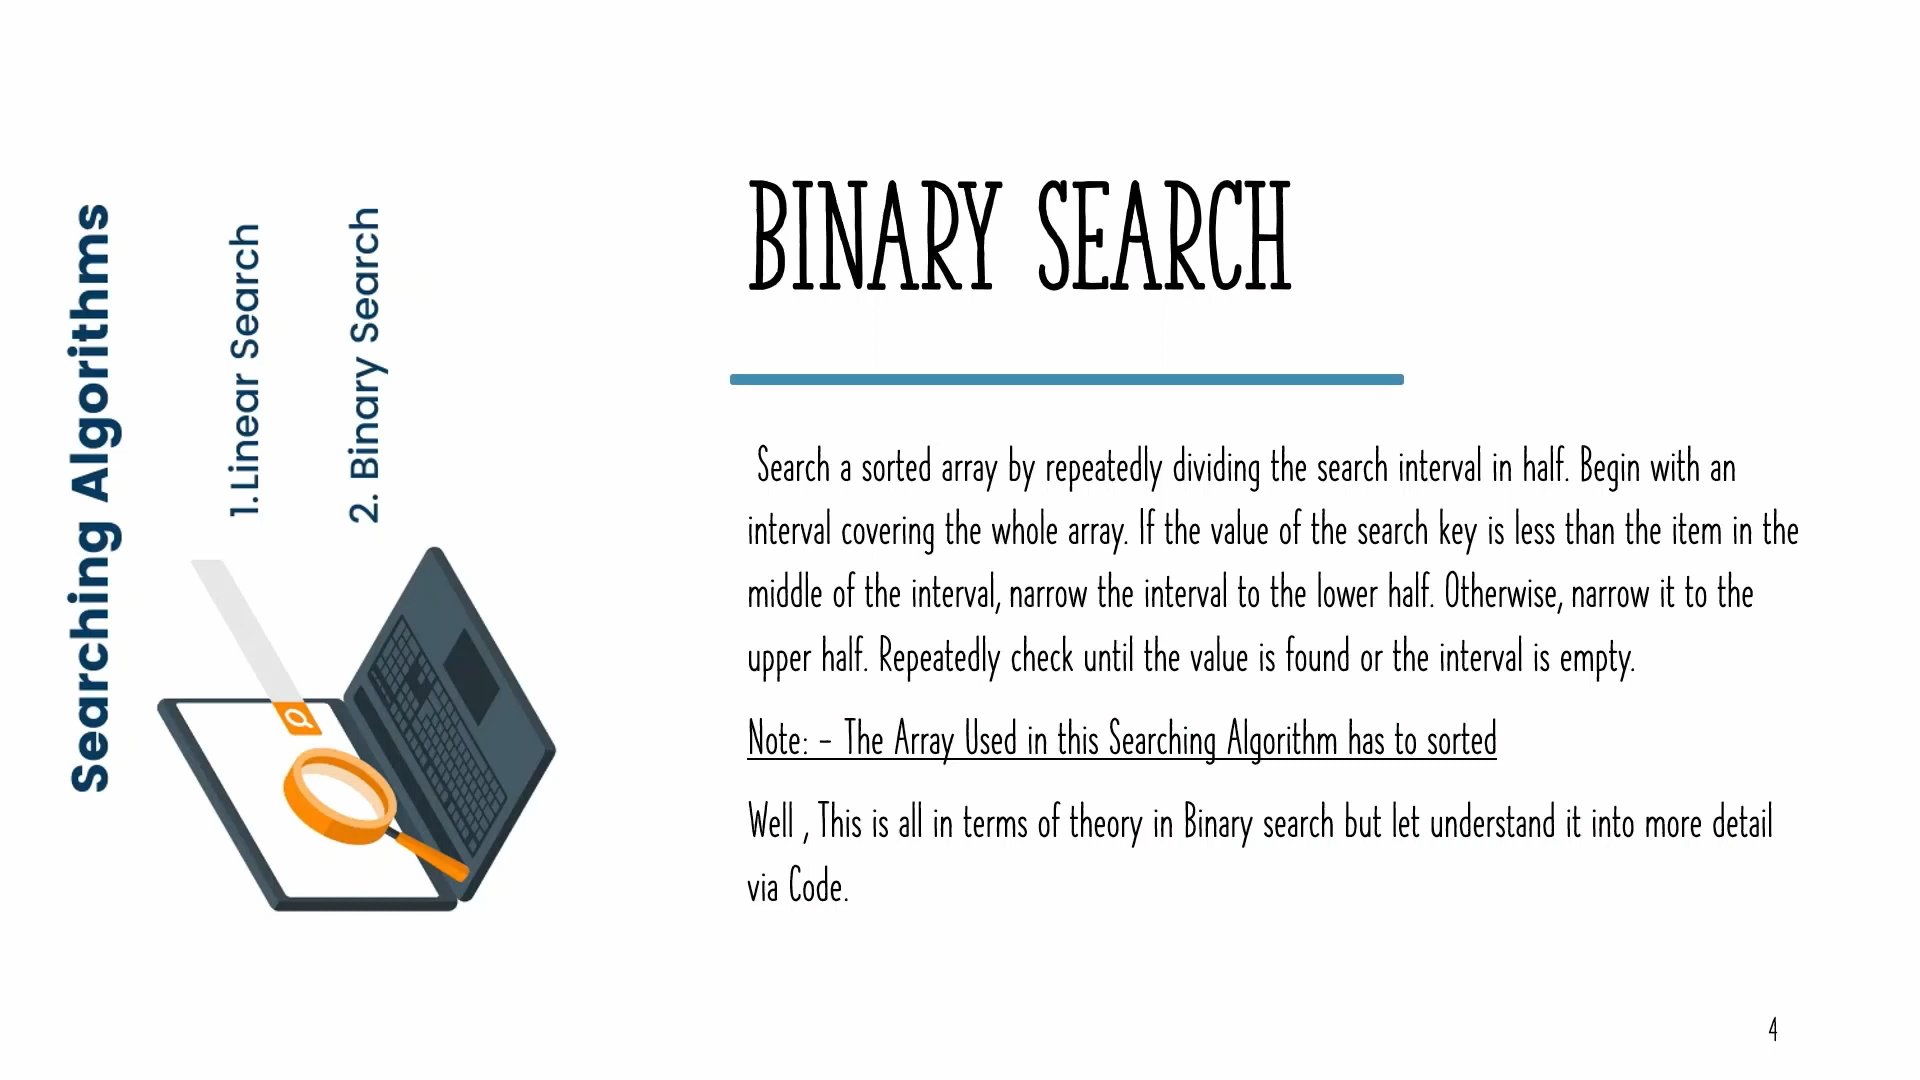 Searching Algorithms
1.Linear Search
2. Binary Search
BINARY SEARCH
Search a sorted array by repeatedly dividing the search interval in half. Begin with an
interval covering the whole array. If the value of the search key is less than the item in the
middle of the interval, narrow the interval to the lower half. Otherwise, narrow it to the
upper half. Repeatedly check until the value is found or the interval is empty.
Note: - The Array Used in this Searching Algorithm has to sorted
Well , This is all in terms of theory in Binary search but let understand it into more detail
via Code.
4